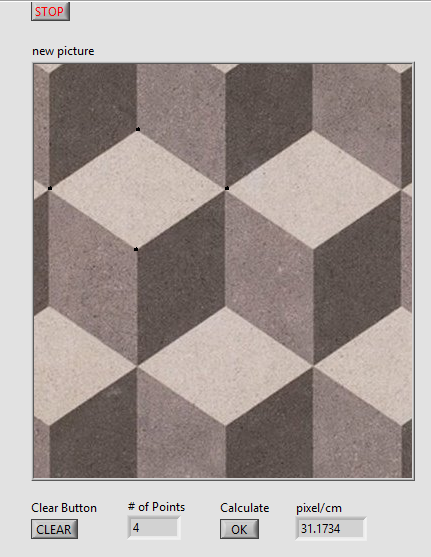 STOP
new picture
Clear Button
# of Points
Calculate
pixel/cm
CLEAR
4
OK
31.1734